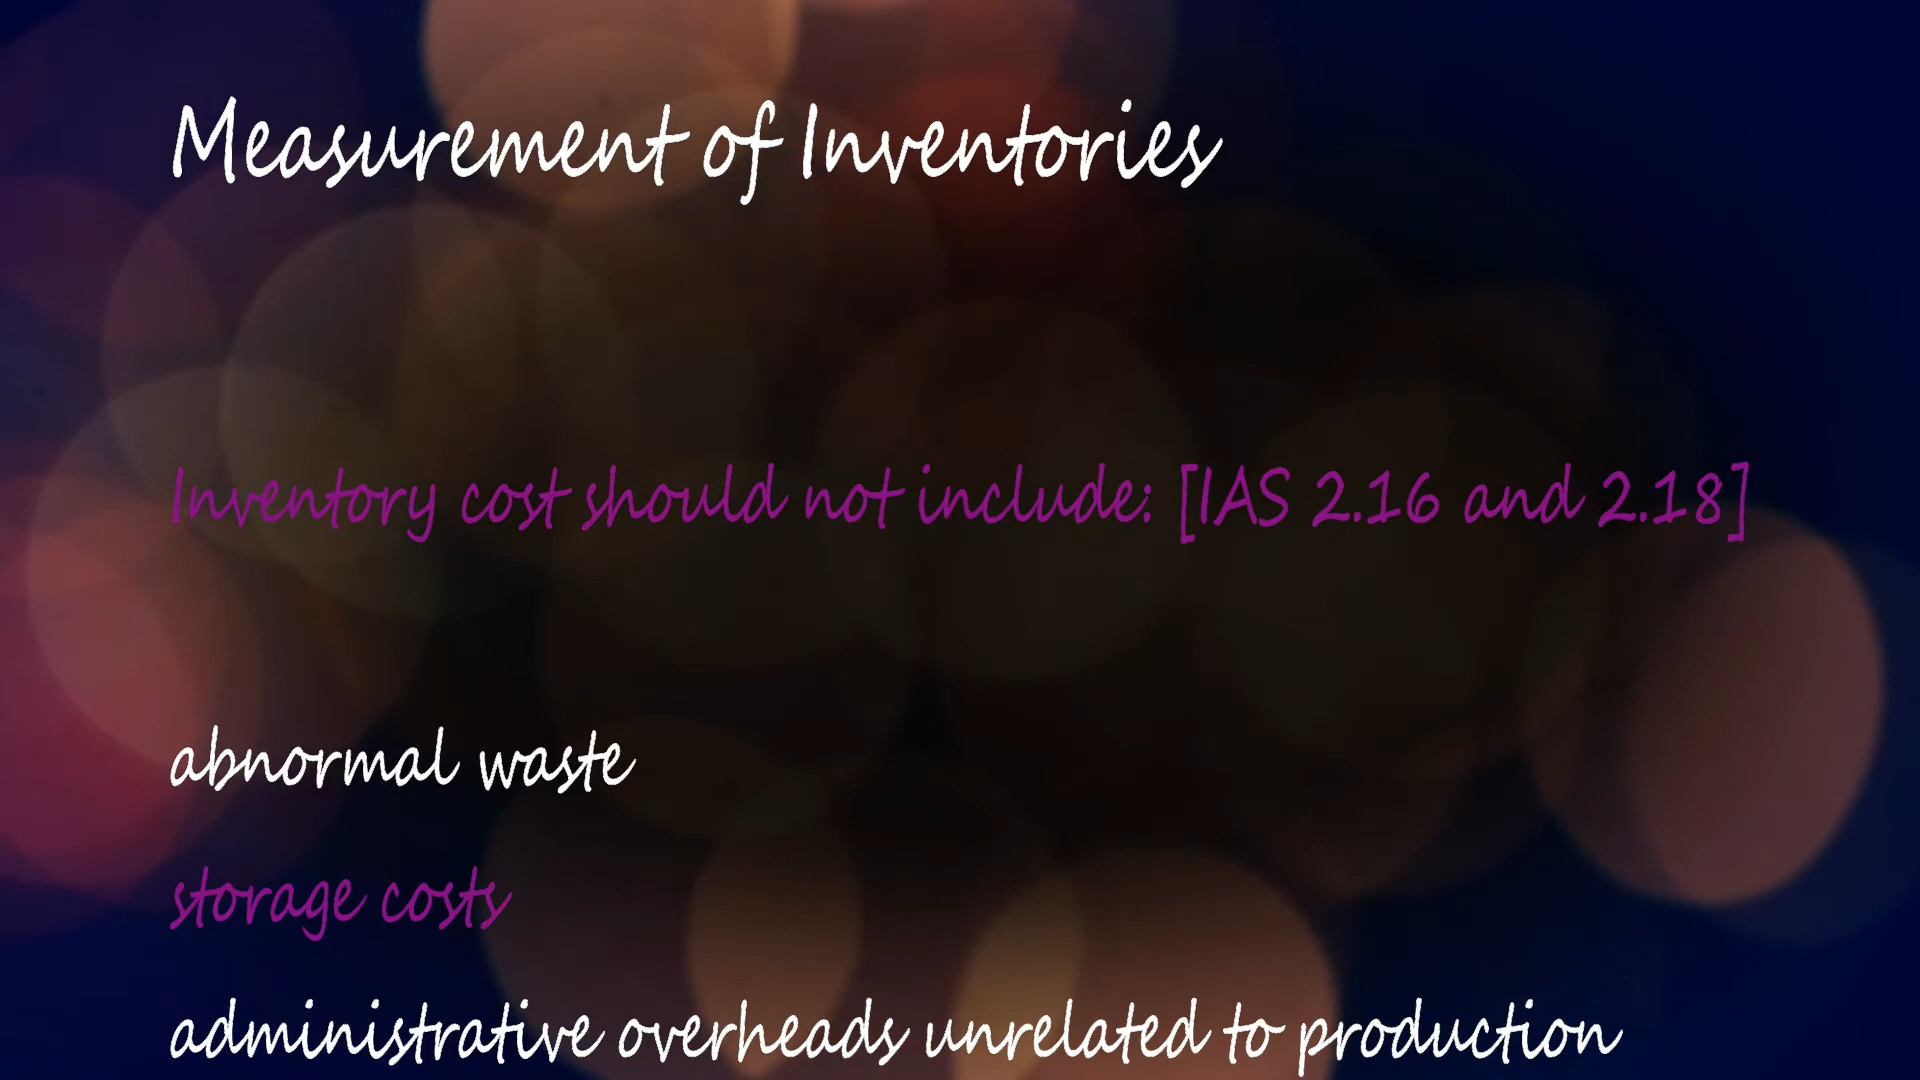 Measurement of Inventories
Inventory cost should not include: [IAS 2.16 and 2.18]
abnormal waste
storage costs
administrative overheads unrelated to production